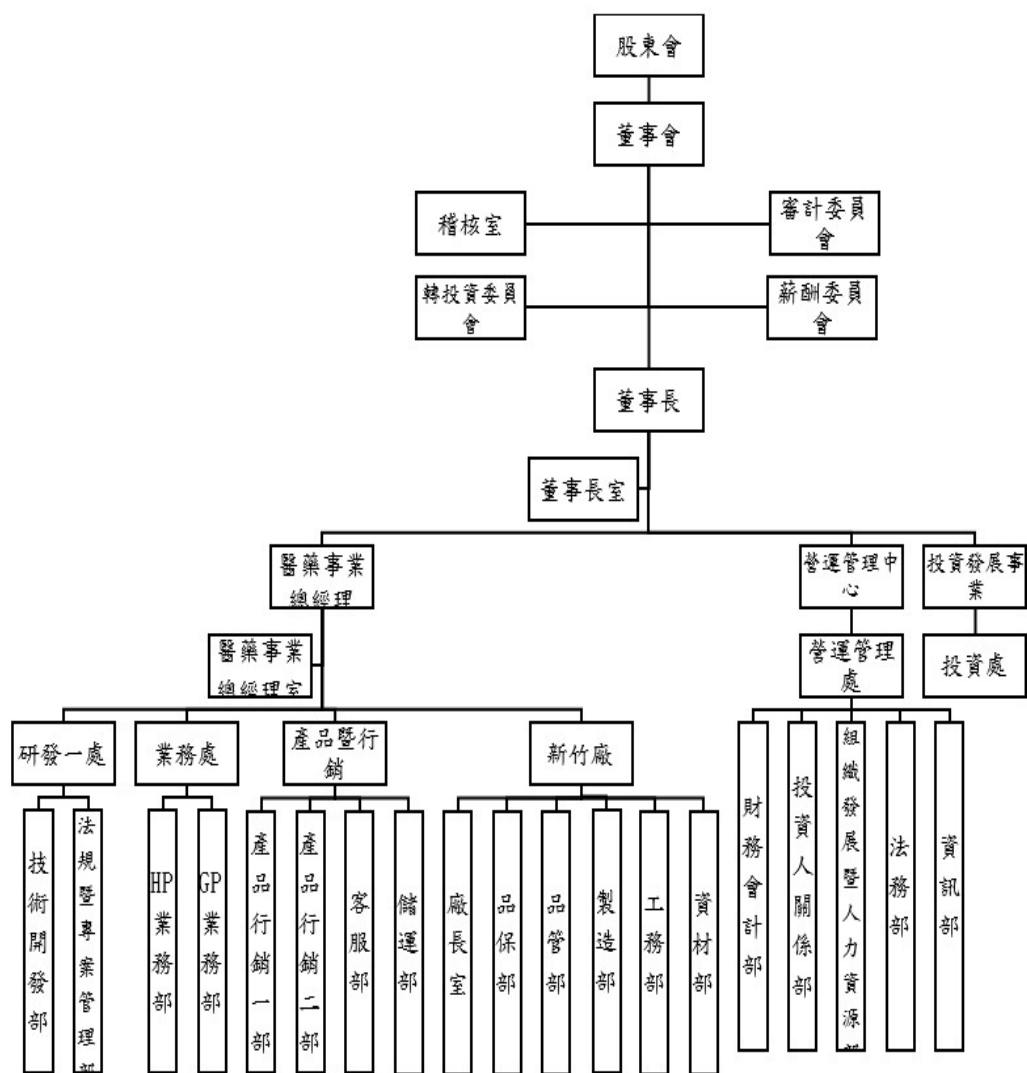 股東會
董事會
稽核室
審計委員
會
轉投資委員
會
薪酬委員
會
董事長
董事長室
醫藥事業
總經理
營運管理中
心
投資發展事
業
醫藥事業
總經理室
營運管理
處
投資處
研發一處
業務處
產品暨行
銷
新竹廠
技術開發部
法規暨專案管理部
HP業務部
GP業務部
產品行銷一部
產品行銷二部
客服部
儲運部
廠長室
品保部
品管部
製造部
工務部
資材部
財務會計部
投資人關係部
組織發展暨人力資源部
法務部
資訊部